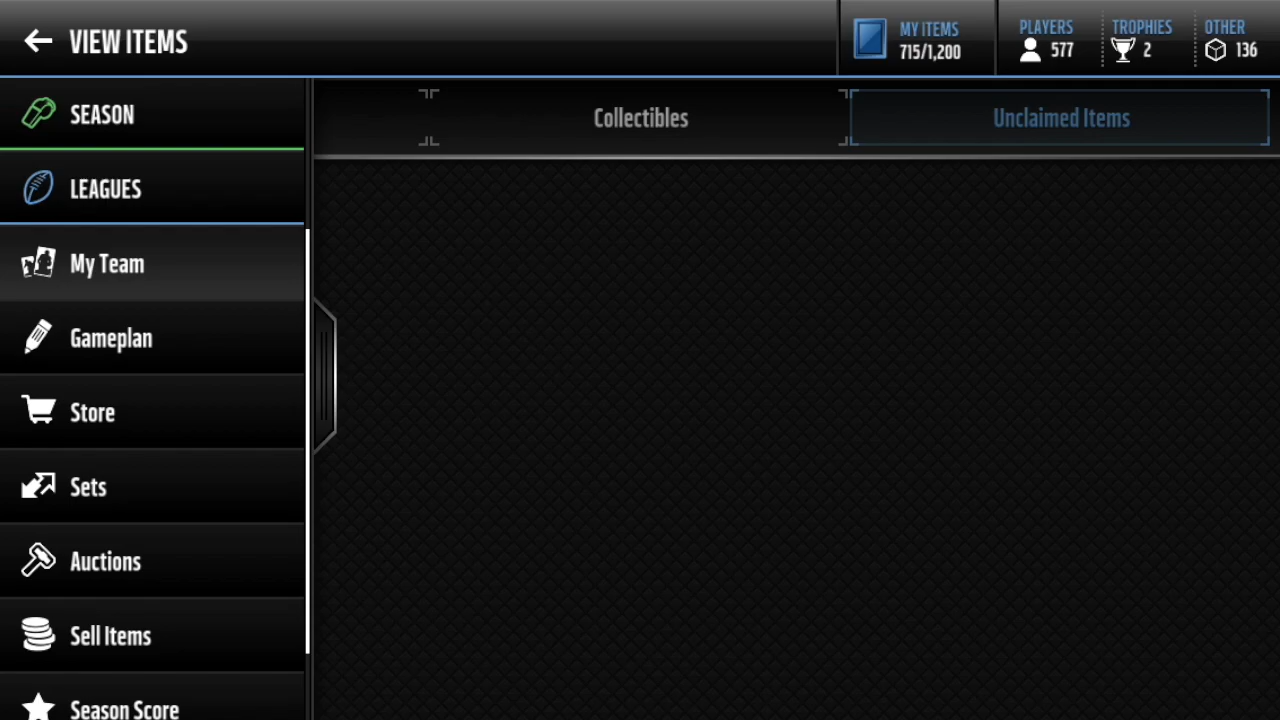 VIEW ITEMS
MY ITEMS
715/1,200
PLAYERS
577
TROPHIES
2
OTHER
136
SEASON
LEAGUES
My Team
Gameplan
Store
Sets
Auctions
Sell Items
Season Score
Collectibles
Unclaimed Items